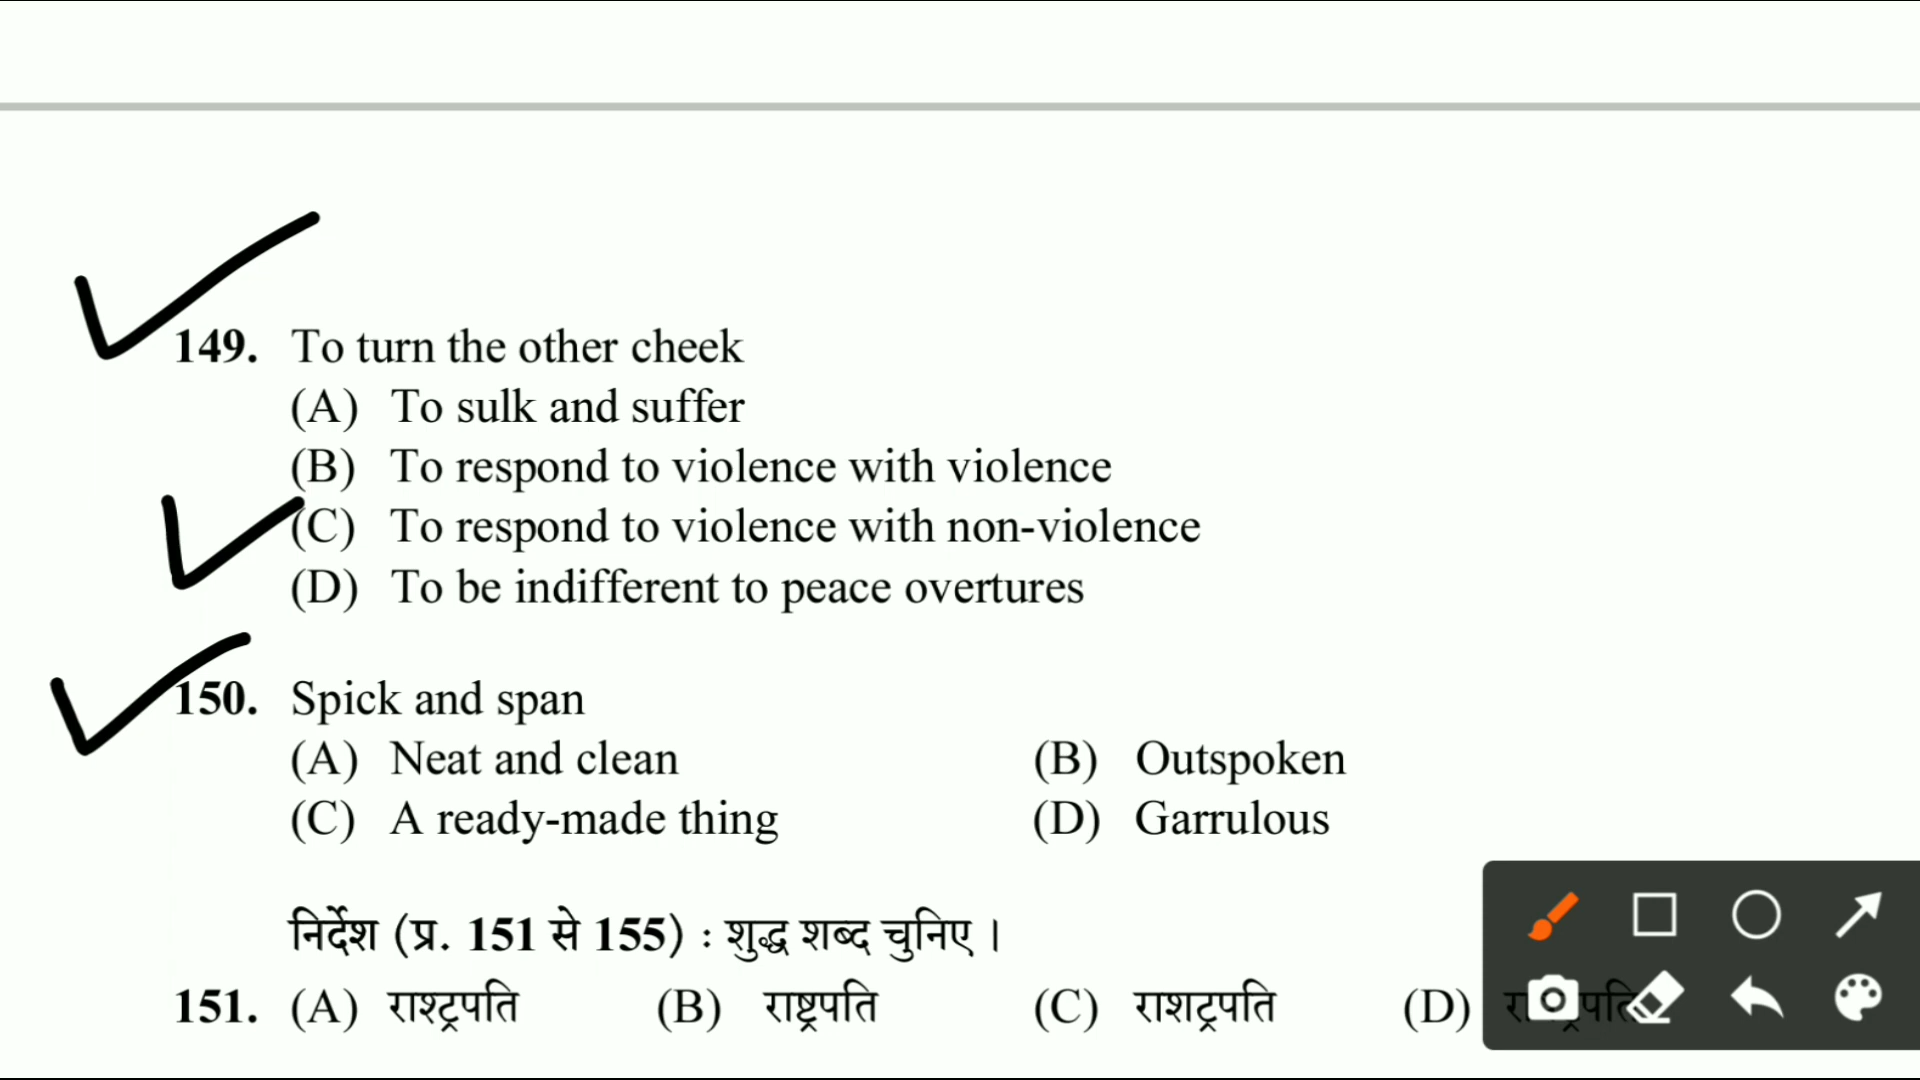 149. To turn the other cheek
(A) To sulk and suffer
(B) To respond to violence with violence
(C) To respond to violence with non-violence
(D) To be indifferent to peace overtures
150. Spick and span
(A) Neat and clean (B) Outspoken
(C) A ready-made thing (D) Garrulous
निर्देश (प्र. 151 से 155) : शुद्ध शब्द चुनिए ।
151. (A) राश्ट्रपति (B) राष्ट्रपति (C) राशट्रपति (D)